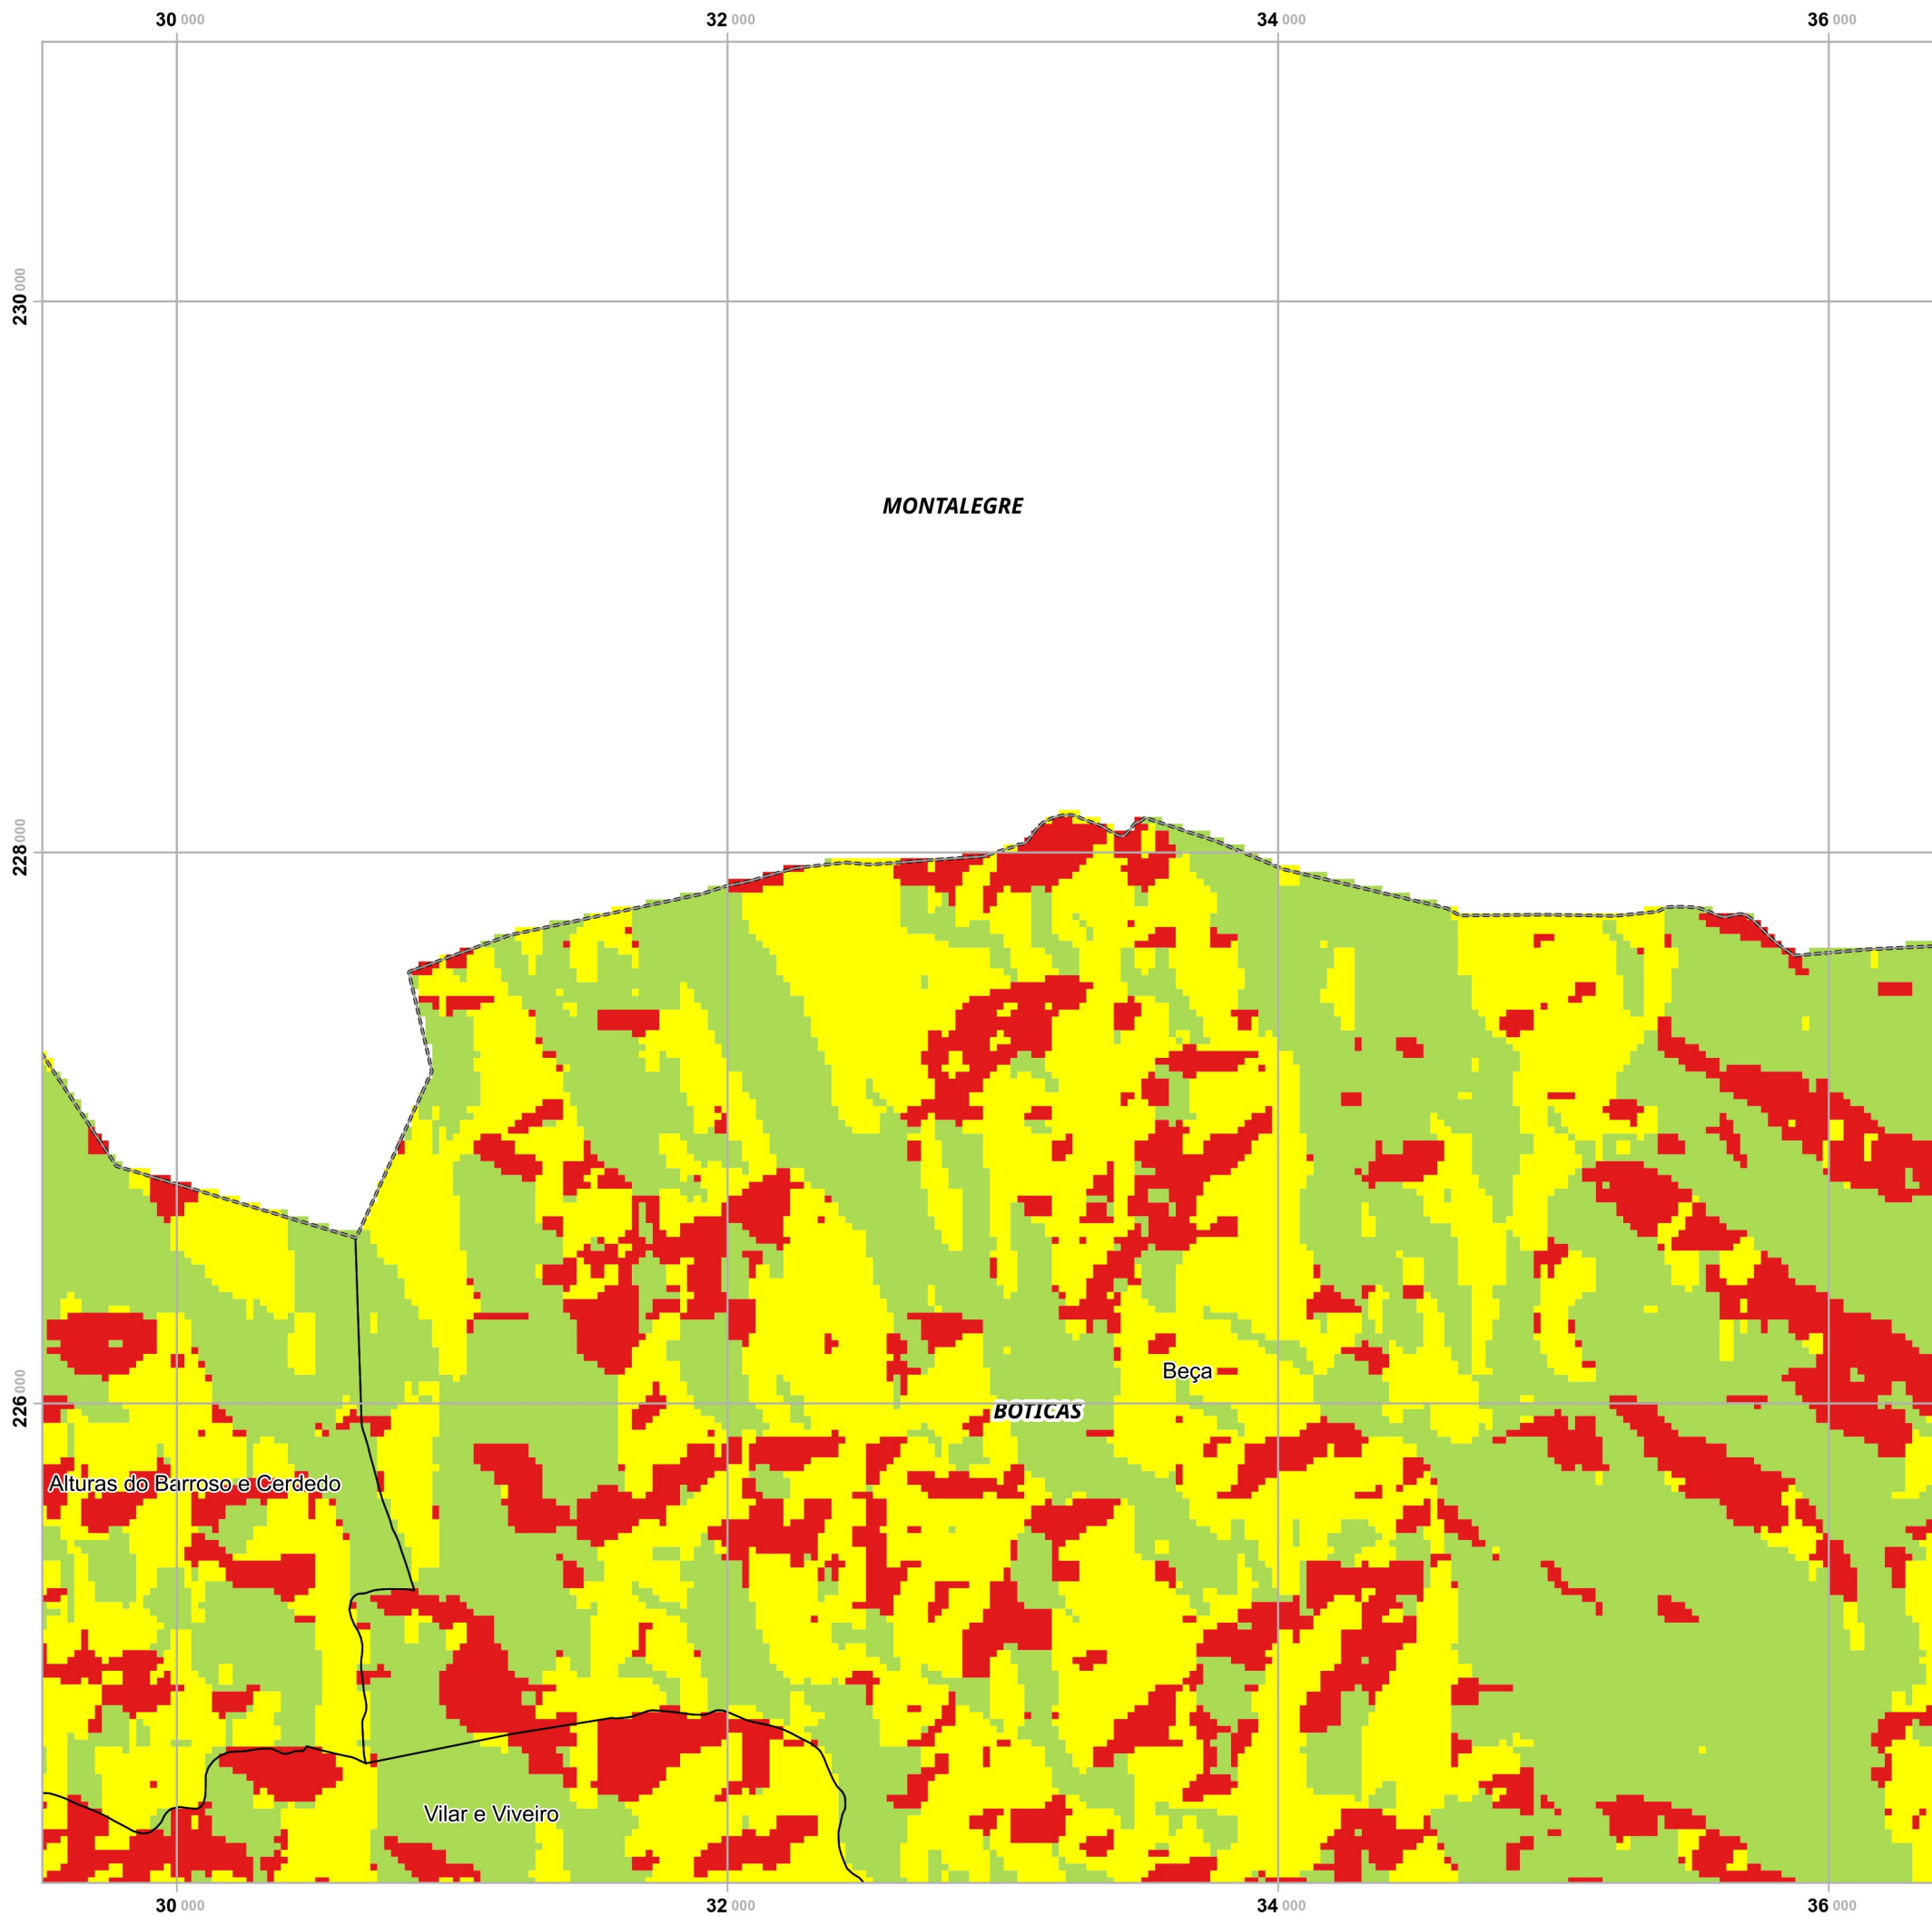 30 000
32 000
34 000
36 000
230 000
MONTALEGRE
228 000
226 000
Beça
BOTICAS
Alturas do Barroso e Cerdedo
Vilar e Viveiro
30 000
32 000
34 000
36 000